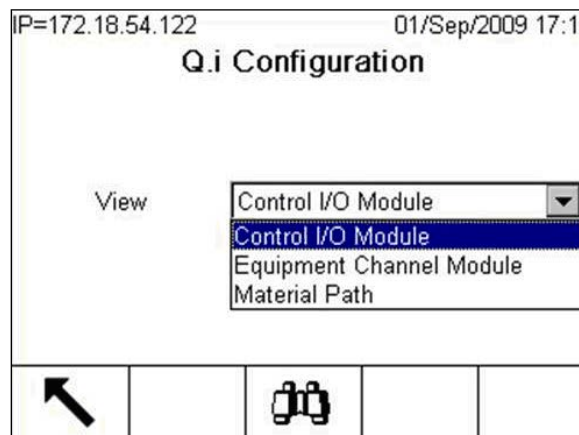 IP=172.18.54.122 01/Sep/2009 17:1
Q.i Configuration
View Control I/O Module
Control I/O Module
Equipment Channel Module
Material Path